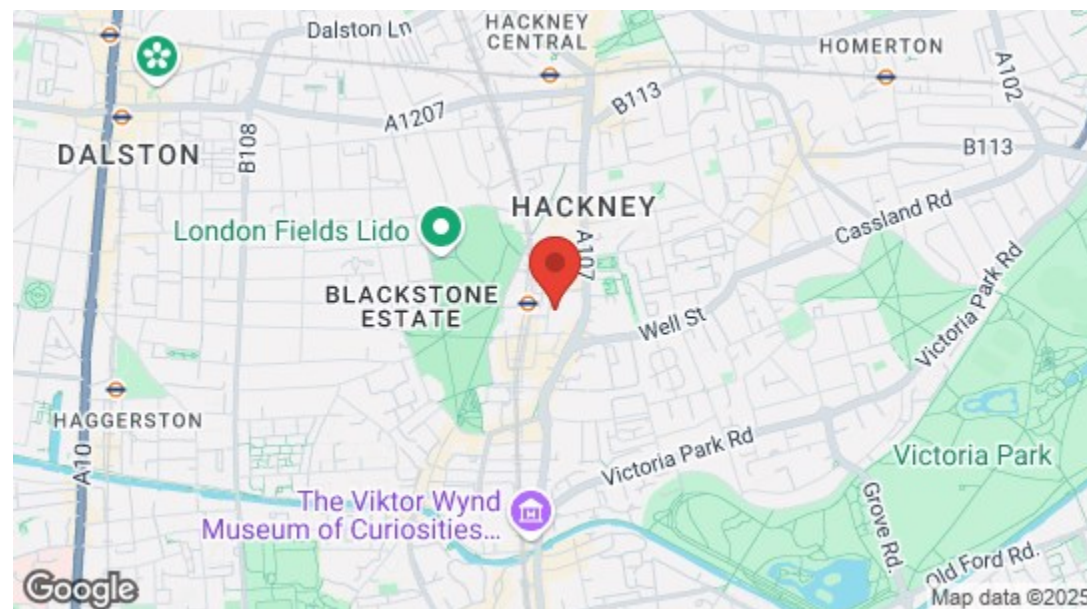 Dalston Ln
HACKNEY
CENTRAL
HOMERTON
A102
B113
A1207
B108
DALSTON
B113
HACKNEY
Cassland Rd
London Fields Lido
A107
BLACKSTONE
ESTATE
Well St
Victoria Park Rd
HAGGERSTON
A10
Victoria Park Rd
Victoria Park
The Viktor Wynd
Museum of Curiosities...
Grove Rd.
Old Ford Rd.
Google
Map data ©2025